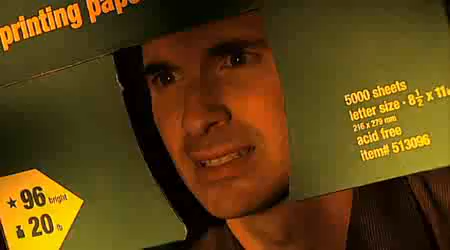 printing pape
5000 sheets
letter size · 8½ x 11
216 x 279 mm
acid free
item# 513096
★ 96 bright
20 lb